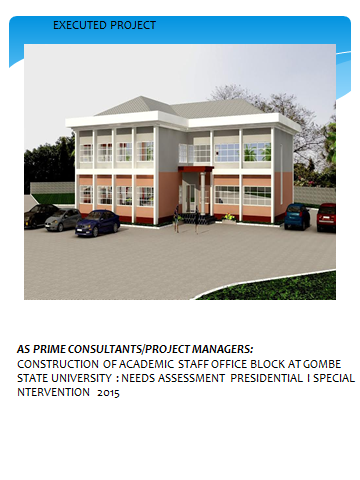 EXECUTED PROJECT
AS PRIME CONSULTANTS/PROJECT MANAGERS:
CONSTRUCTION OF ACADEMIC STAFF OFFICE BLOCK AT GOMBE
STATE UNIVERSITY : NEEDS ASSESSMENT PRESIDENTIAL I SPECIAL
NTERVENTION 2015